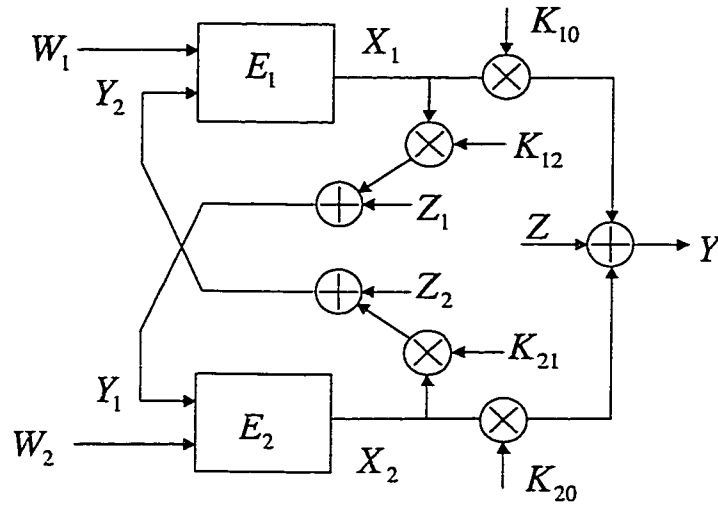 K₁₀
W₁
E₁
X₁
Y₂
K₁₂
Z₁
Z
Y
Z₂
K₂₁
Y₁
E₂
W₂
X₂
K₂₀